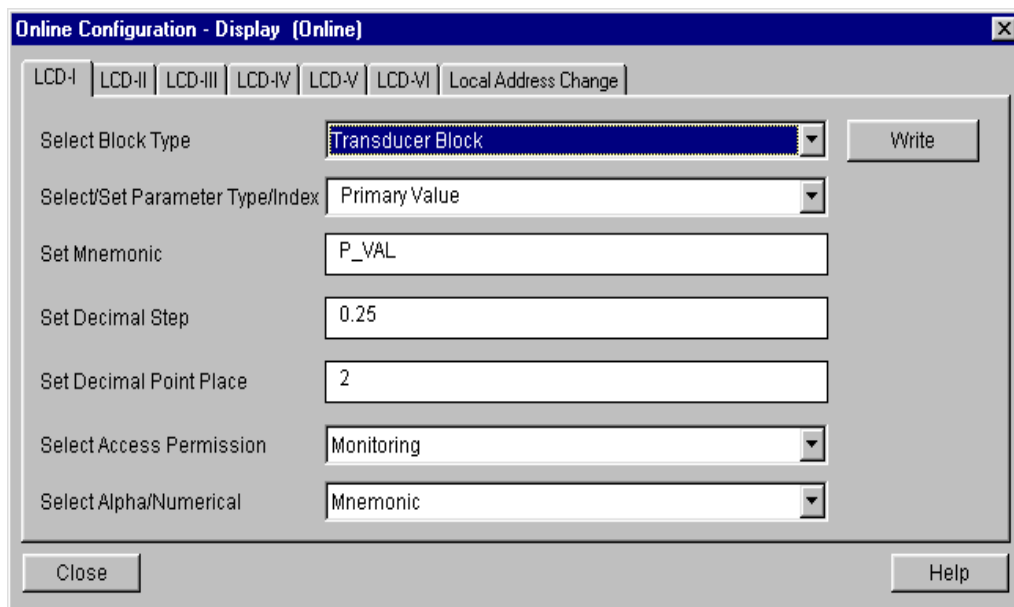 Online Configuration - Display (Online)
LCD-I LCD-II LCD-III LCD-IV LCD-V LCD-VI Local Address Change
Select Block Type Transducer Block Write
Select/Set Parameter Type/Index Primary Value
Set Mnemonic P_VAL
Set Decimal Step 0.25
Set Decimal Point Place 2
Select Access Permission Monitoring
Select Alpha/Numerical Mnemonic
Close Help